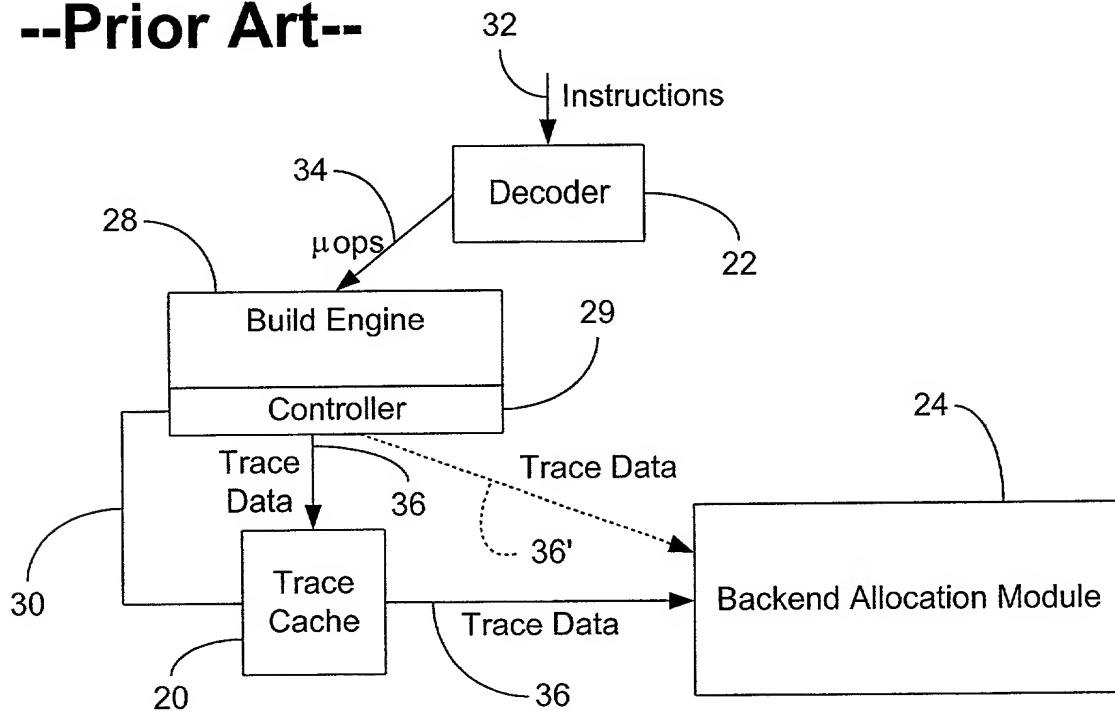 --Prior Art--
32
Instructions
34
Decoder
28
μops
22
Build Engine
29
Controller
24
Trace
Data
36
Trace Data
36'
30
Trace
Cache
Backend Allocation Module
Trace Data
20
36